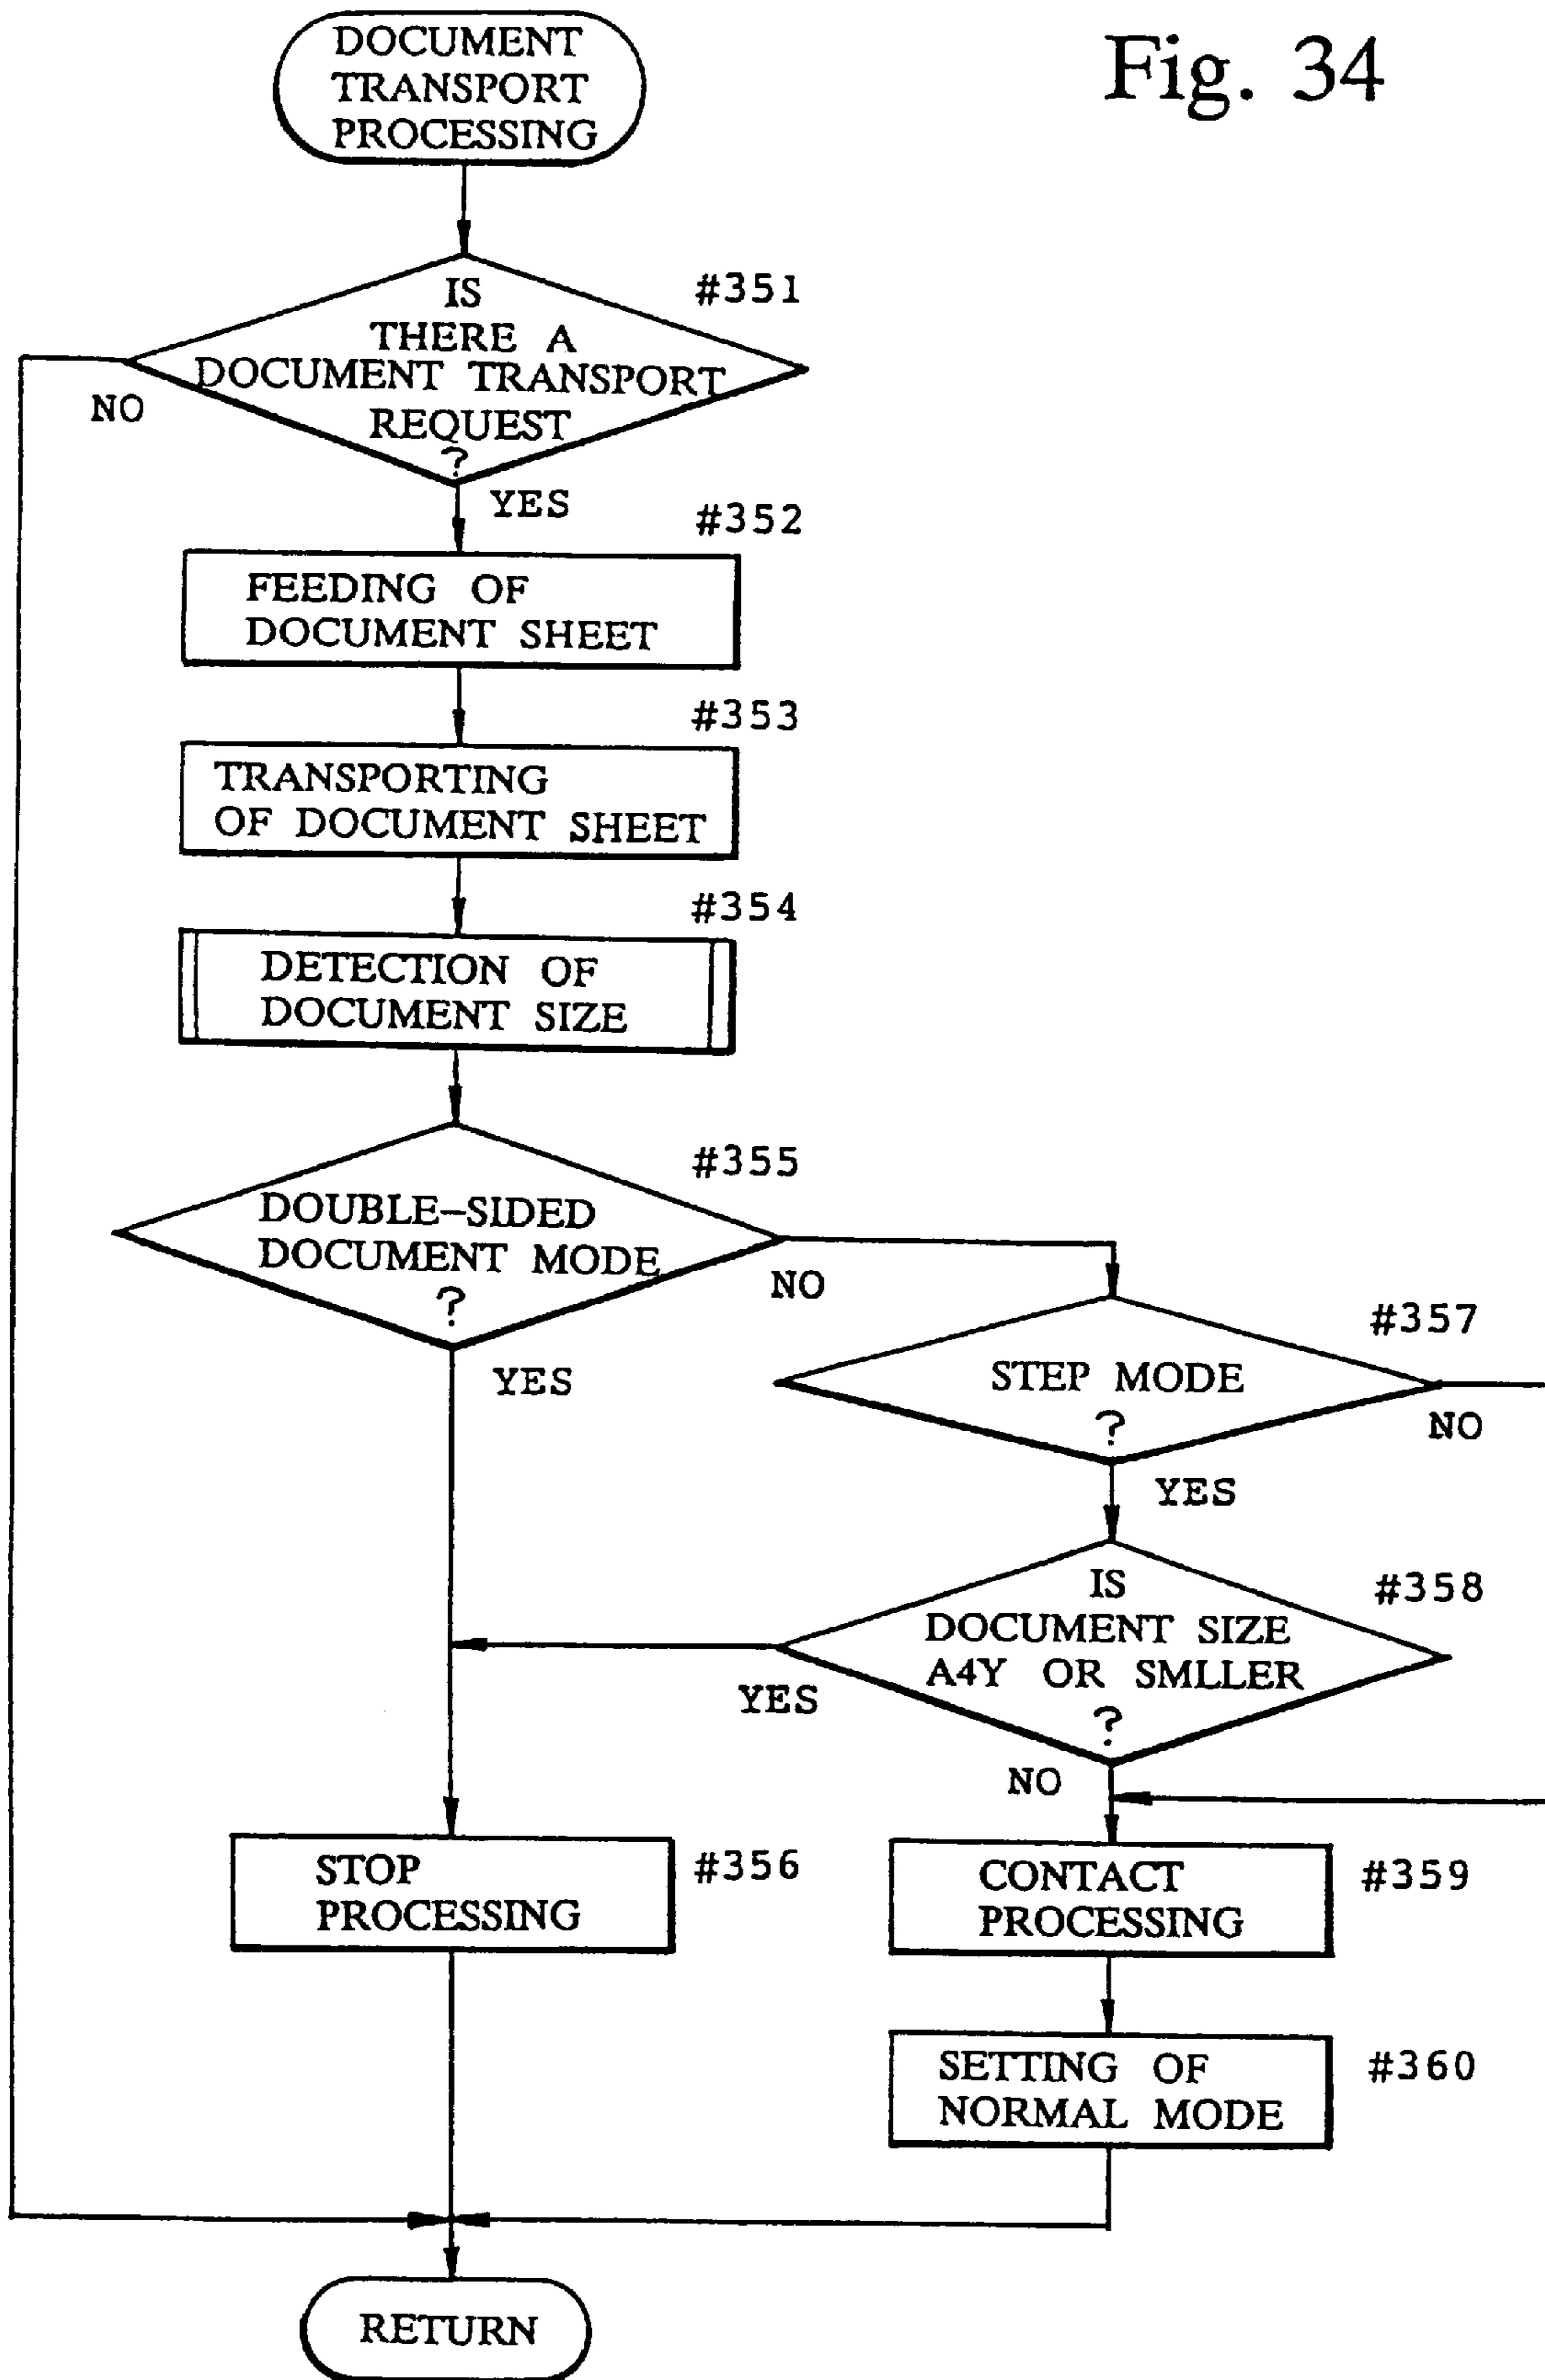 Fig. 34
DOCUMENT
TRANSPORT
PROCESSING
#351
IS
THERE A
DOCUMENT TRANSPORT
REQUEST
?
NO
YES
#352
FEEDING OF
DOCUMENT SHEET
#353
TRANSPORTING
OF DOCUMENT SHEET
#354
DETECTION OF
DOCUMENT SIZE
#355
DOUBLE-SIDED
DOCUMENT MODE
?
NO
YES
#357
STEP MODE
?
NO
YES
#358
IS
DOCUMENT SIZE
A4Y OR SMLLER
?
YES
NO
STOP
PROCESSING
#356
CONTACT
PROCESSING
#359
SETTING OF
NORMAL MODE
#360
RETURN